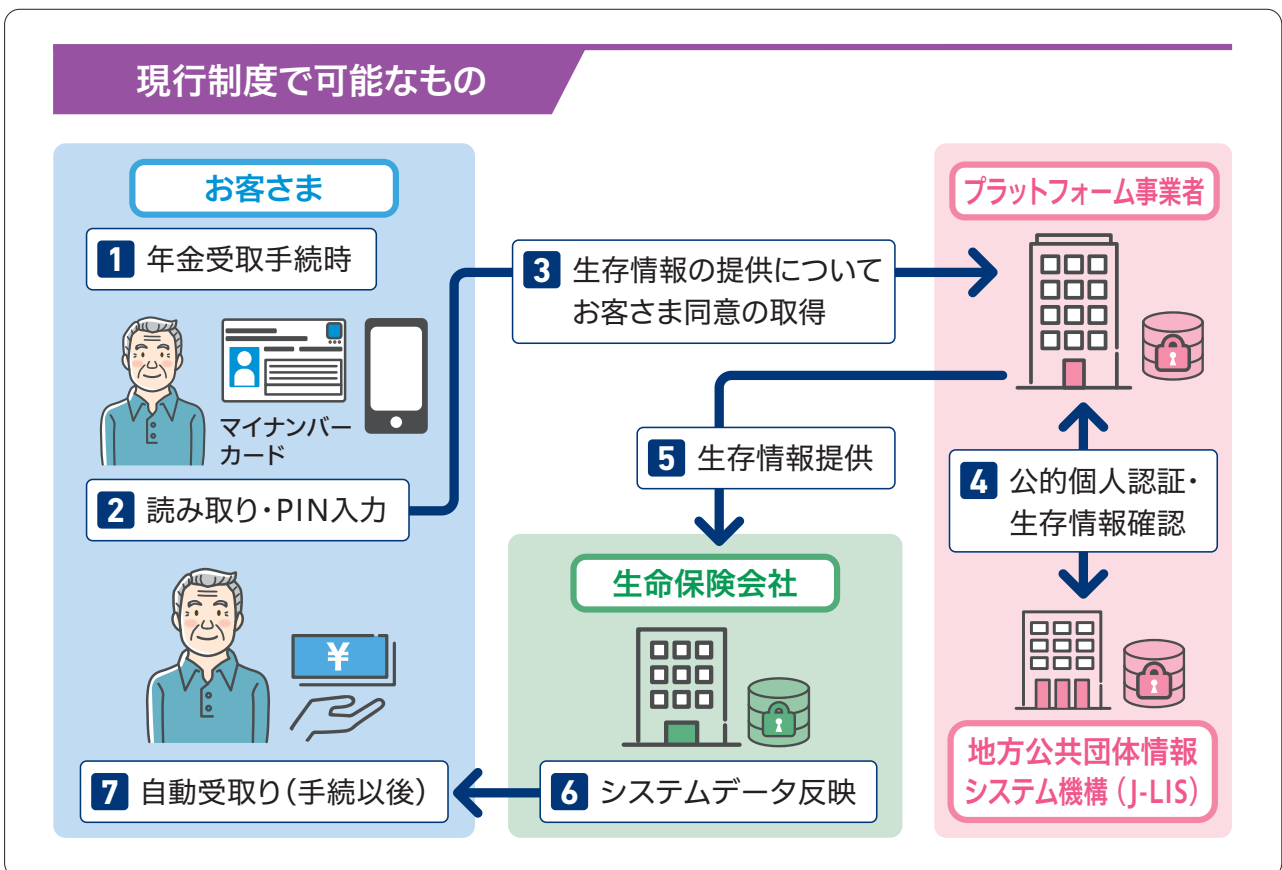 現行制度で可能なもの
お客さま
1 年金受取手続時
マイナンバー
カード
2 読み取り・PIN入力
3 生存情報の提供について
お客さま同意の取得
プラットフォーム事業者
4 公的個人認証・
生存情報確認
地方公共団体情報
システム機構（J-LIS）
5 生存情報提供
生命保険会社
6 システムデータ反映
¥
7 自動受取り（手続以後）